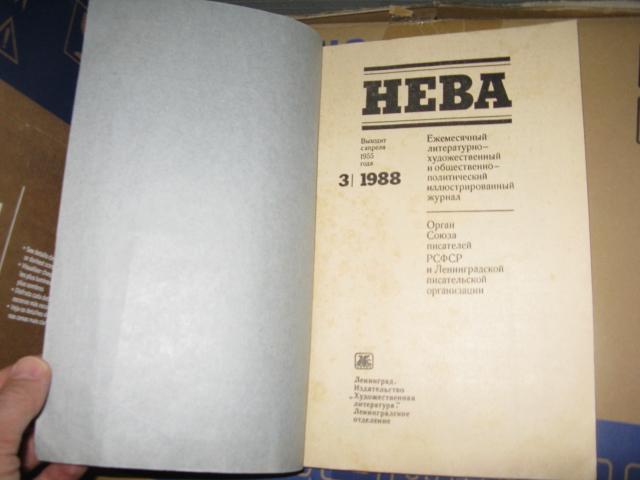 НЕВА
Выходит
с апреля
1955
года
3| 1988
Ежемесячный
литературно–
художественный
и общественно–
политический
иллюстрированный
журнал
Орган
Союза
писателей
РСФСР
и Ленинградской
писательской
организации
Ленинград.
Издательство
„Художественная
литература“
Ленинградское
отделение